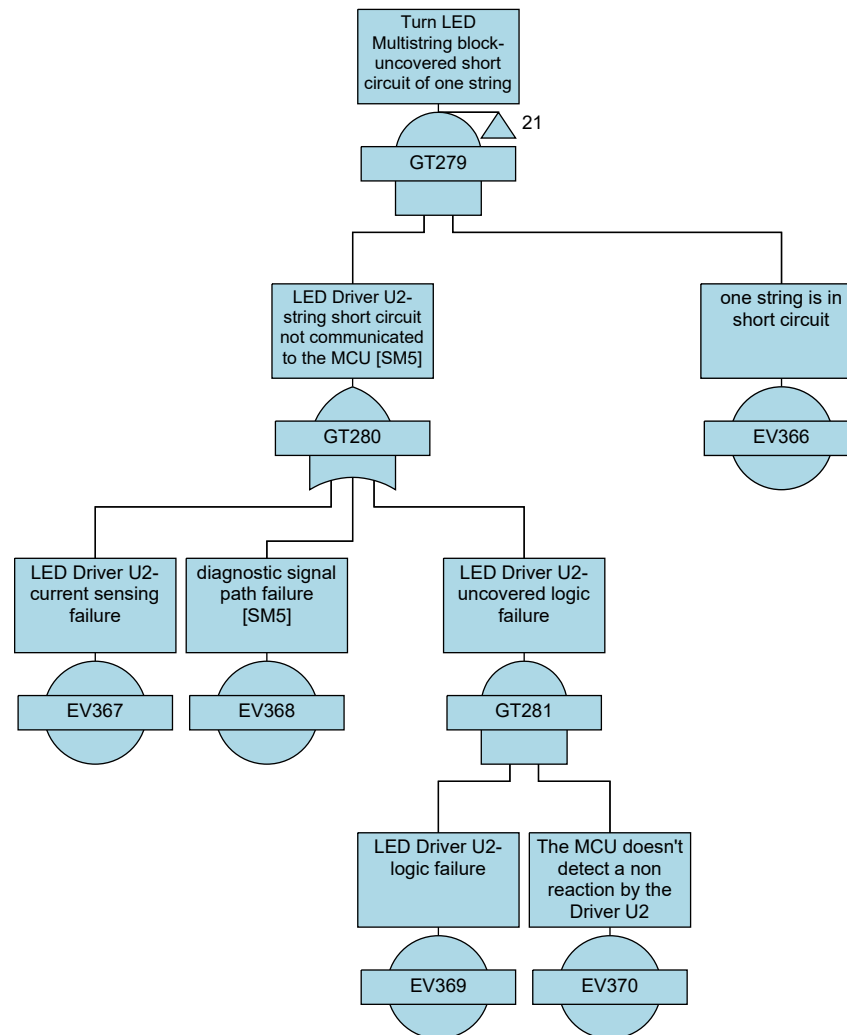 Turn LED
Multistring block-
uncovered short
circuit of one string
21
GT279
LED Driver U2-
string short circuit
not communicated
to the MCU [SM5]
one string is in
short circuit
GT280
EV366
LED Driver U2-
current sensing
failure
diagnostic signal
path failure
[SM5]
LED Driver U2-
uncovered logic
failure
EV367
EV368
GT281
LED Driver U2-
logic failure
The MCU doesn't
detect a non
reaction by the
Driver U2
EV369
EV370